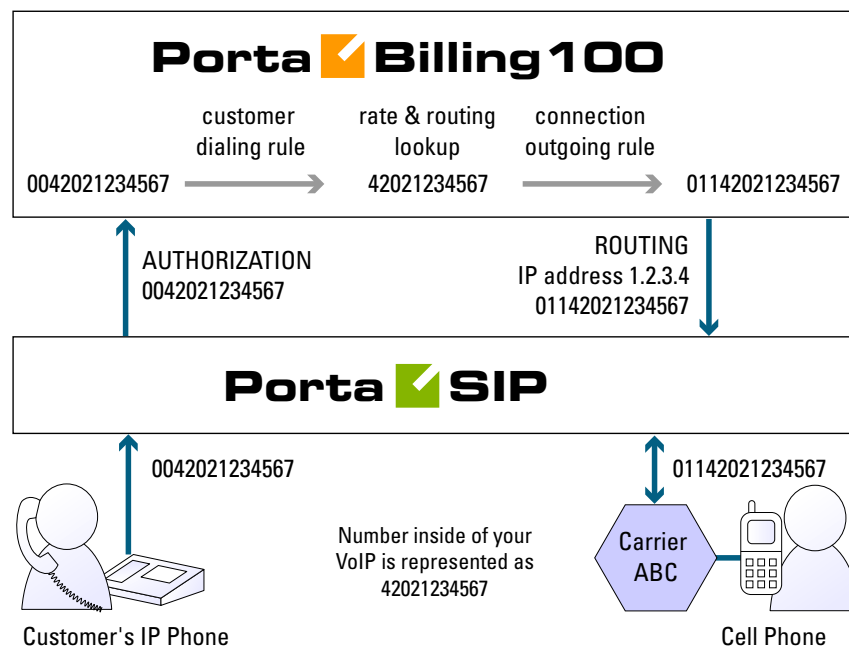 Porta Billing 100
customer
dialing rule
rate & routing
lookup
connection
outgoing rule
0042021234567
42021234567
01142021234567
AUTHORIZATION
0042021234567
ROUTING
IP address 1.2.3.4
01142021234567
Porta SIP
0042021234567
01142021234567
Number inside of your
VoIP is represented as
42021234567
Carrier
ABC
Customer's IP Phone
Cell Phone